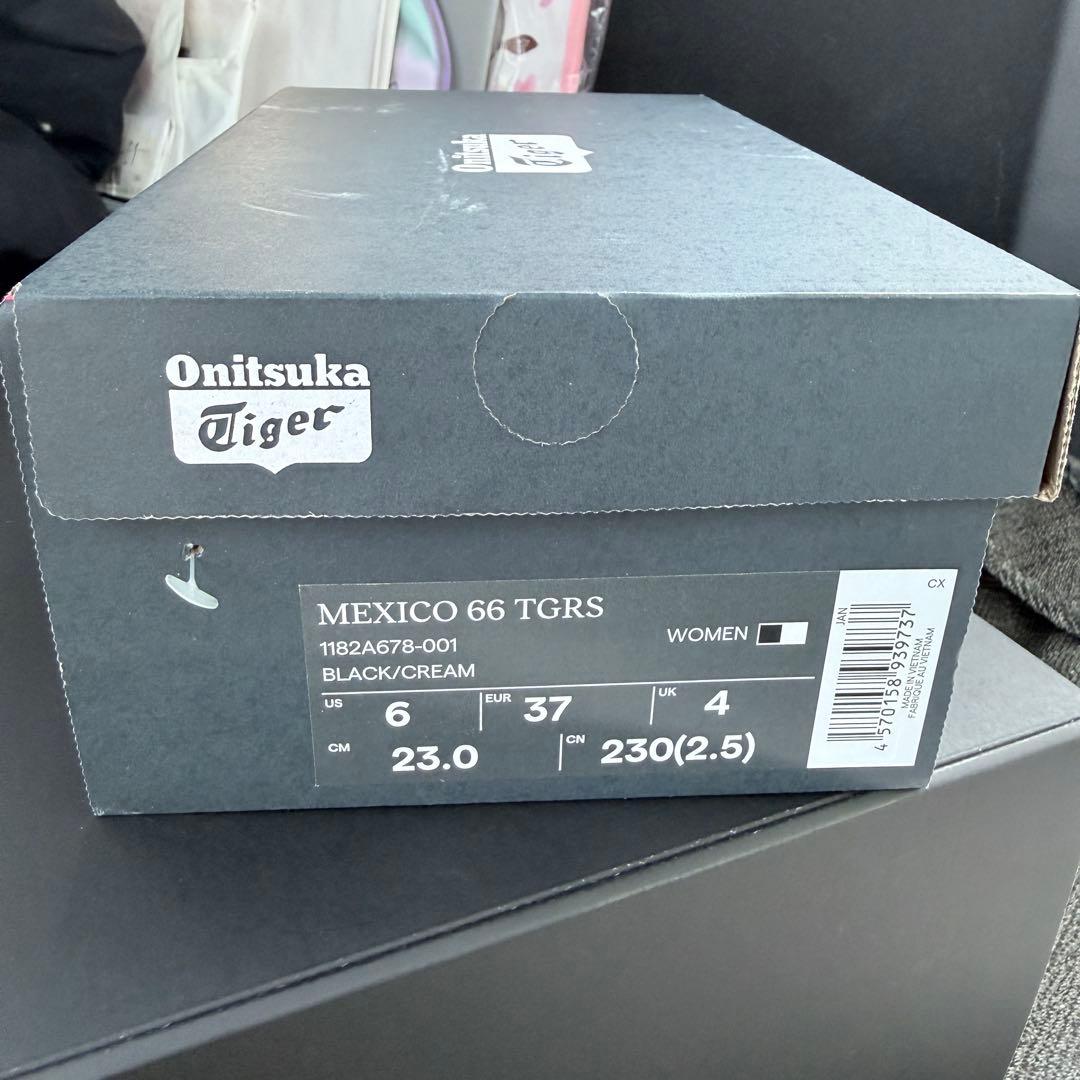 Onitsuka
Tiger
Onitsuka
Tiger
MEXICO 66 TGRS
1182A678-001
BLACK/CREAM
WOMEN
US 6 EUR 37 UK 4
CM 23.0 CN 230(2.5)
CX
JAN
4 570158 939737
MADE IN VIETNAM
FABRIQUE AU VIETNAM